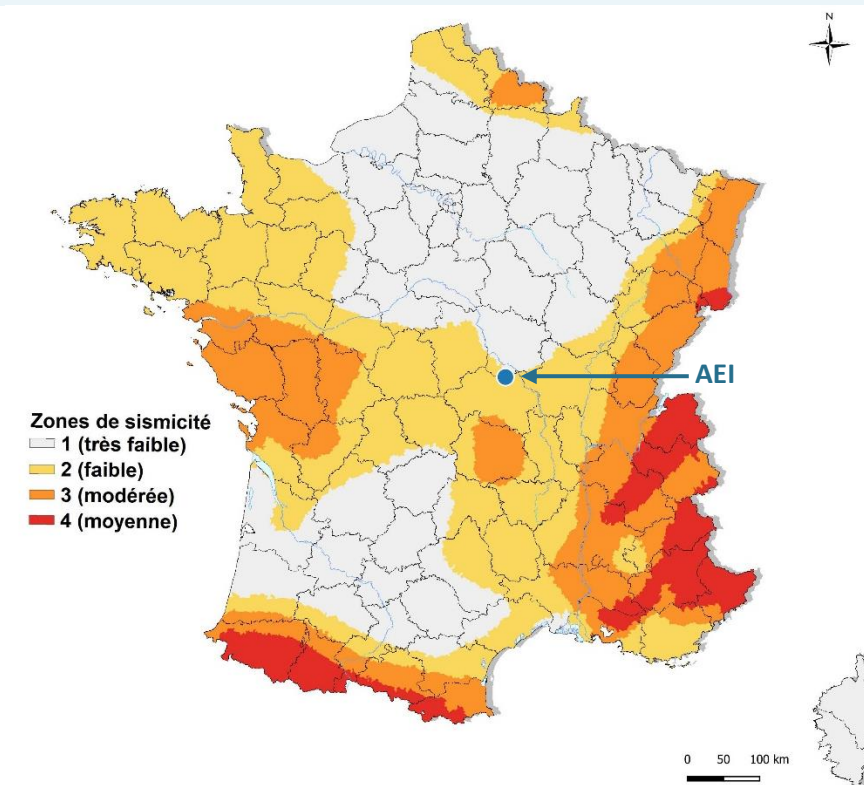 N
AEI
Zones de sismicité
1 (très faible)
2 (faible)
3 (modérée)
4 (moyenne)
0 50 100 km